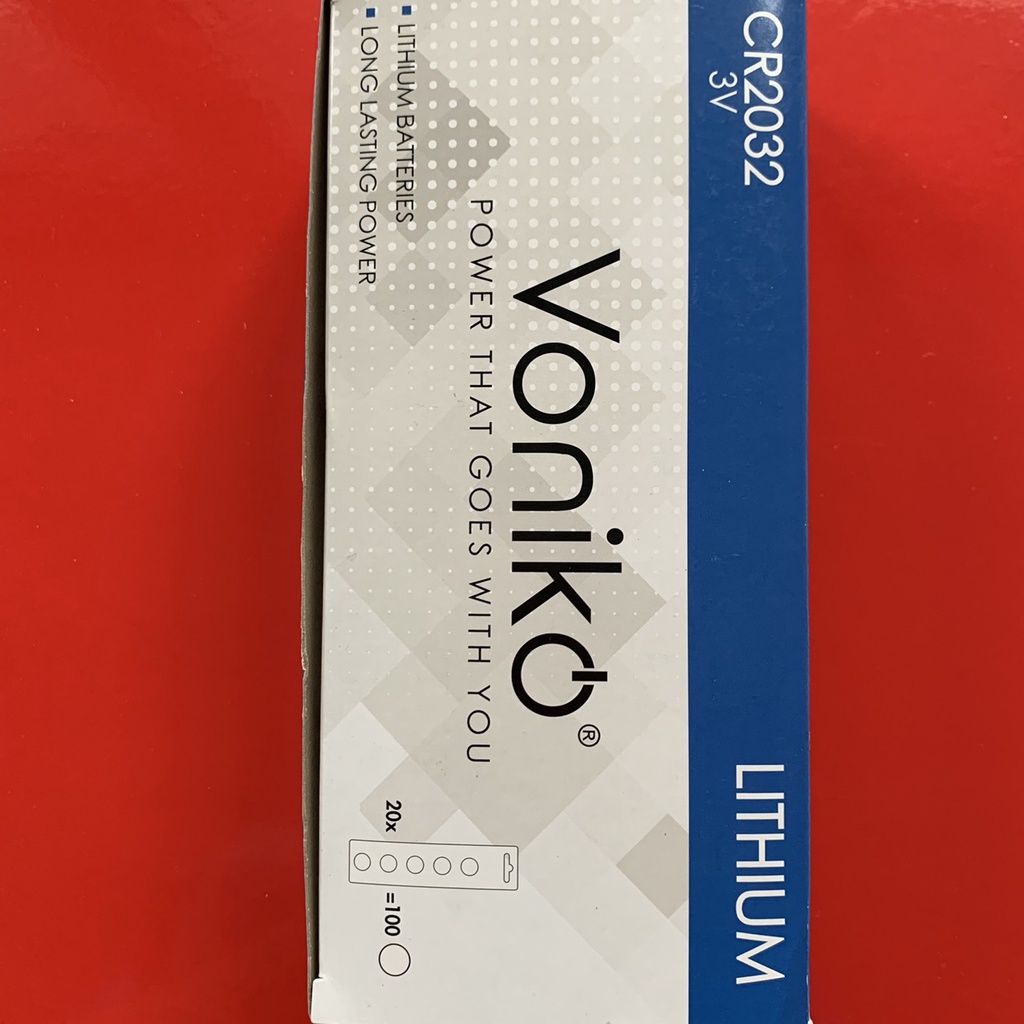 CR2032
LITHIUM
3V
Voniko®
POWER THAT GOES WITH YOU
LITHIUM BATTERIES
LONG LASTING POWER
20x
=100